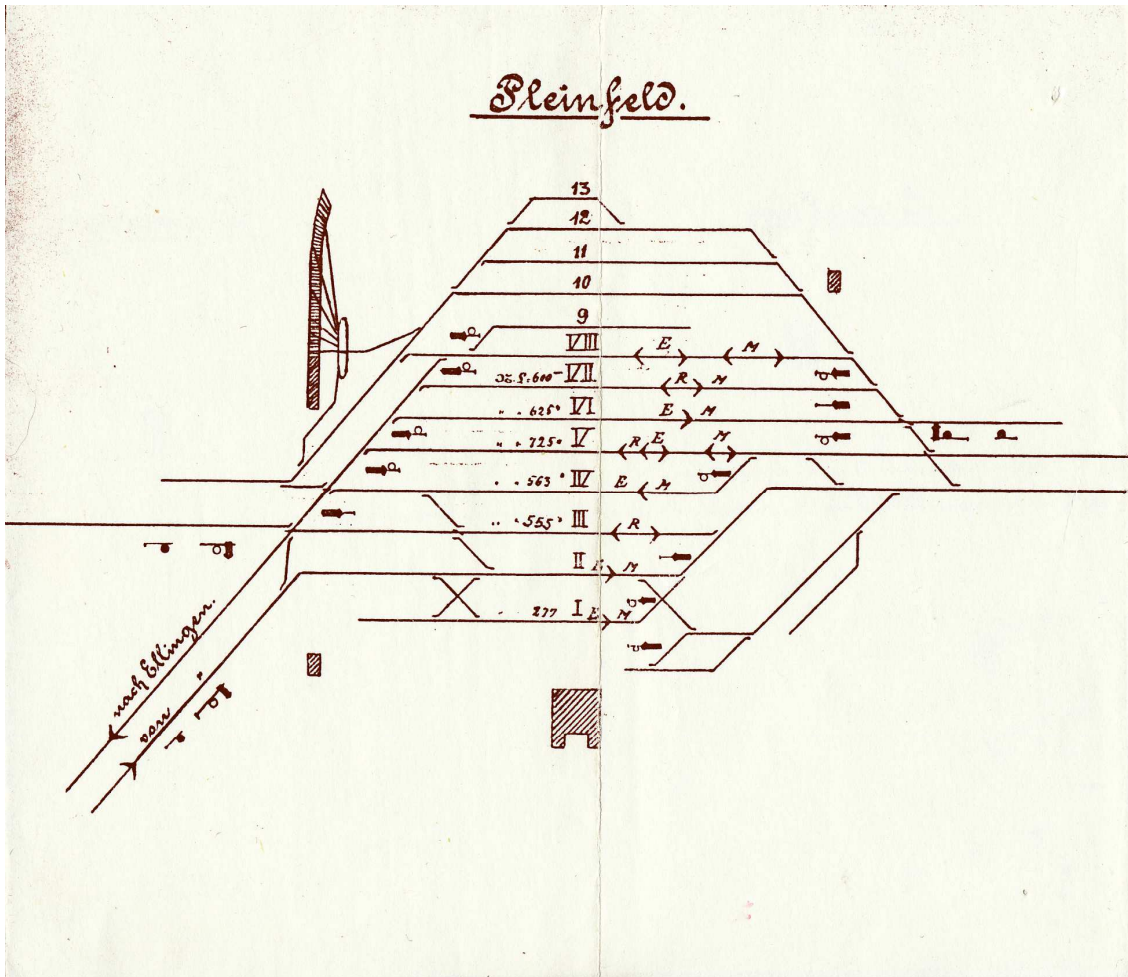 Pleinfeld.
13
12
11
10
9
VIII E M
600 VII R M
" " 625 " VI E M
" " 725 " V R E M
" " 563 " IV E M
" " 555 " III R
II E M
277 I E M
nach Ellingen.
von "